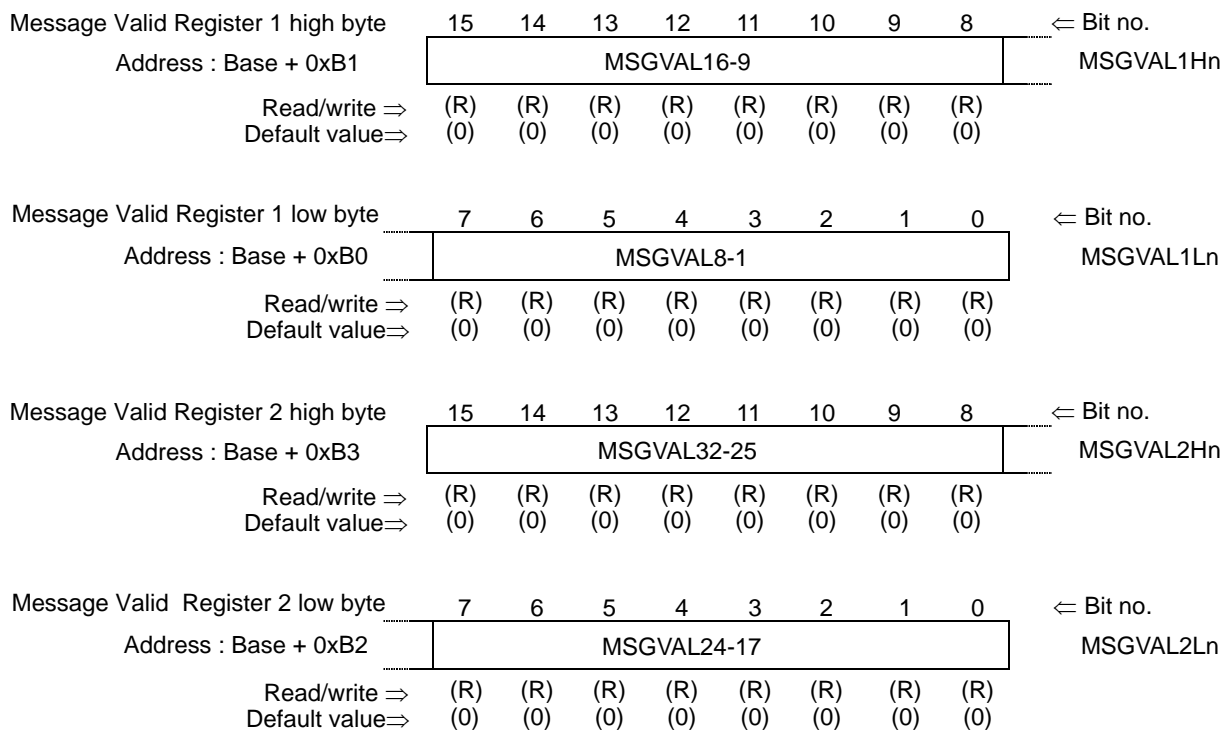 Message Valid Register 1 high byte 15 14 13 12 11 10 9 8 ⇐ Bit no.
Address : Base + 0xB1 MSGVAL16-9 MSGVAL1Hn
Read/write ⇒ (R) (R) (R) (R) (R) (R) (R) (R)
Default value⇒ (0) (0) (0) (0) (0) (0) (0) (0)
Message Valid Register 1 low byte 7 6 5 4 3 2 1 0 ⇐ Bit no.
Address : Base + 0xB0 MSGVAL8-1 MSGVAL1Ln
Read/write ⇒ (R) (R) (R) (R) (R) (R) (R) (R)
Default value⇒ (0) (0) (0) (0) (0) (0) (0) (0)
Message Valid Register 2 high byte 15 14 13 12 11 10 9 8 ⇐ Bit no.
Address : Base + 0xB3 MSGVAL32-25 MSGVAL2Hn
Read/write ⇒ (R) (R) (R) (R) (R) (R) (R) (R)
Default value⇒ (0) (0) (0) (0) (0) (0) (0) (0)
Message Valid Register 2 low byte 7 6 5 4 3 2 1 0 ⇐ Bit no.
Address : Base + 0xB2 MSGVAL24-17 MSGVAL2Ln
Read/write ⇒ (R) (R) (R) (R) (R) (R) (R) (R)
Default value⇒ (0) (0) (0) (0) (0) (0) (0) (0)